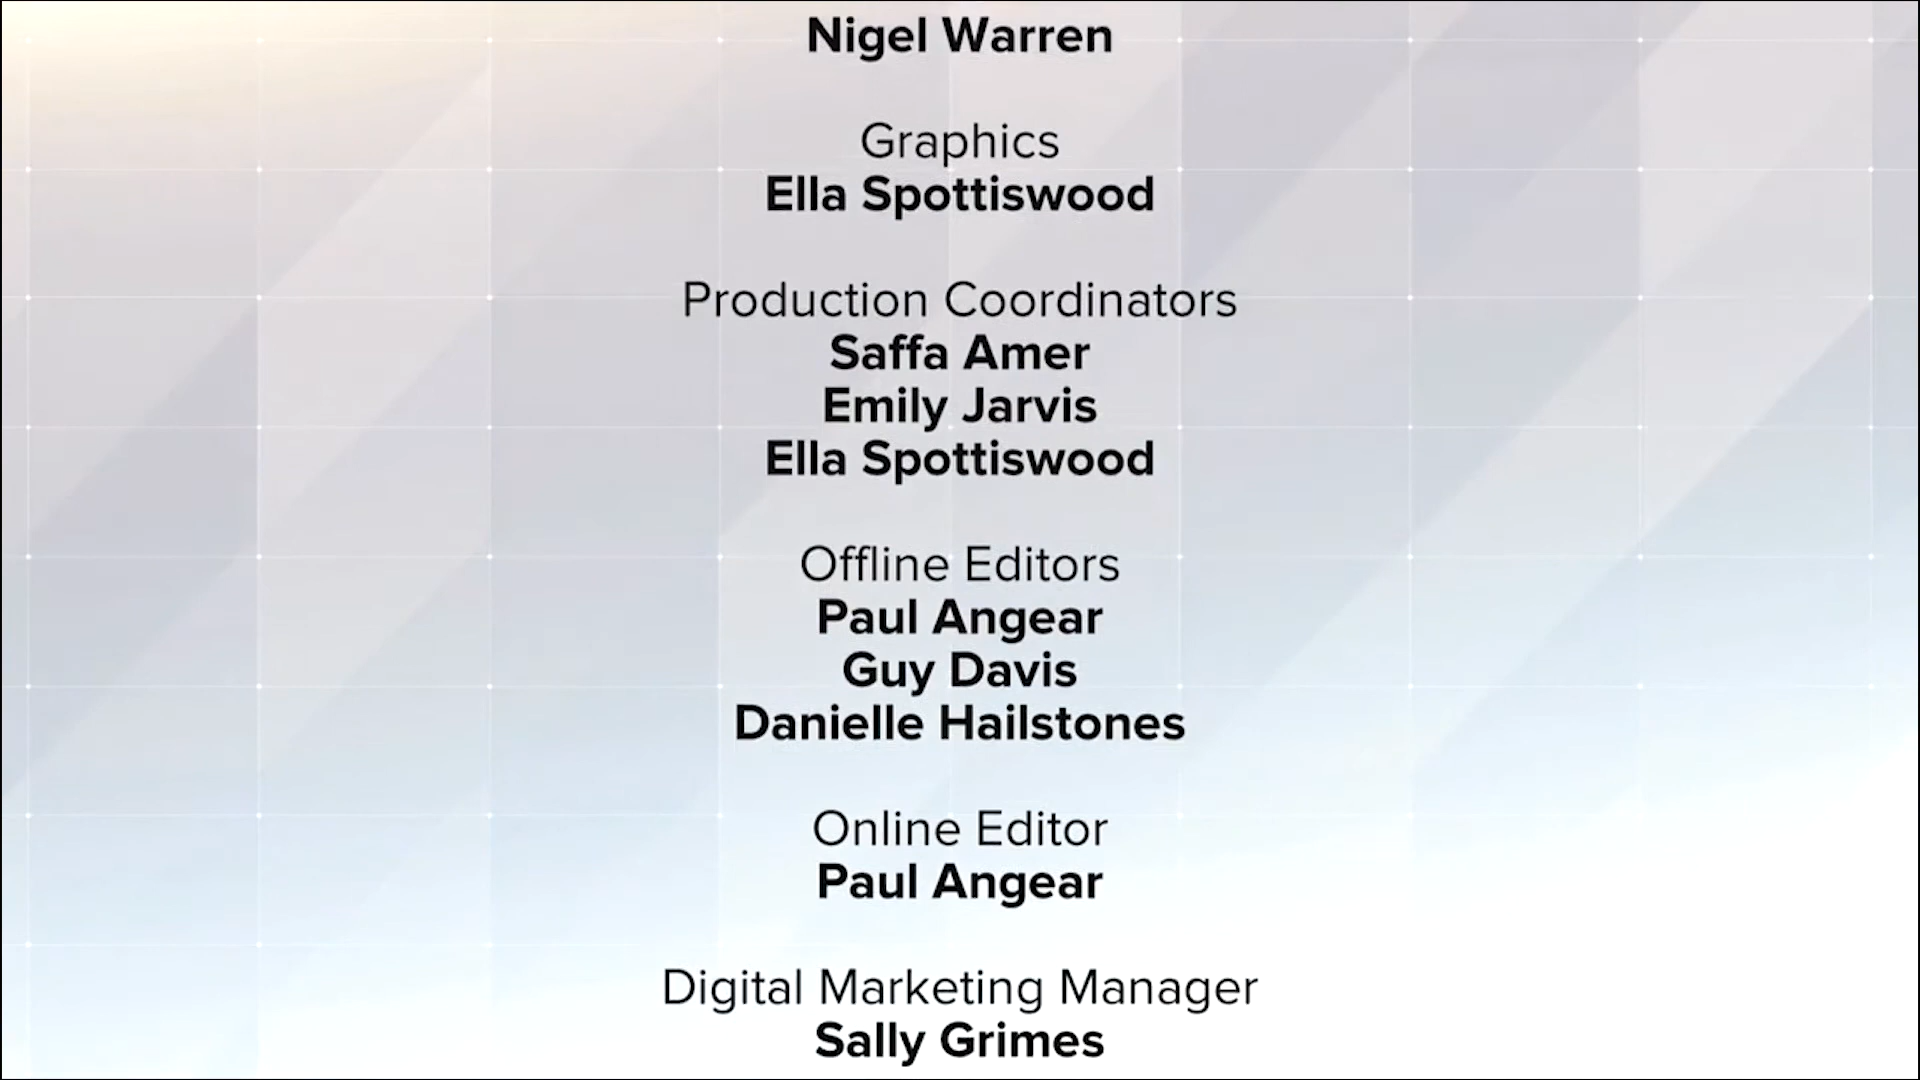 Nigel Warren
Graphics
Ella Spottiswood
Production Coordinators
Saffa Amer
Emily Jarvis
Ella Spottiswood
Offline Editors
Paul Angear
Guy Davis
Danielle Hailstones
Online Editor
Paul Angear
Digital Marketing Manager
Sally Grimes